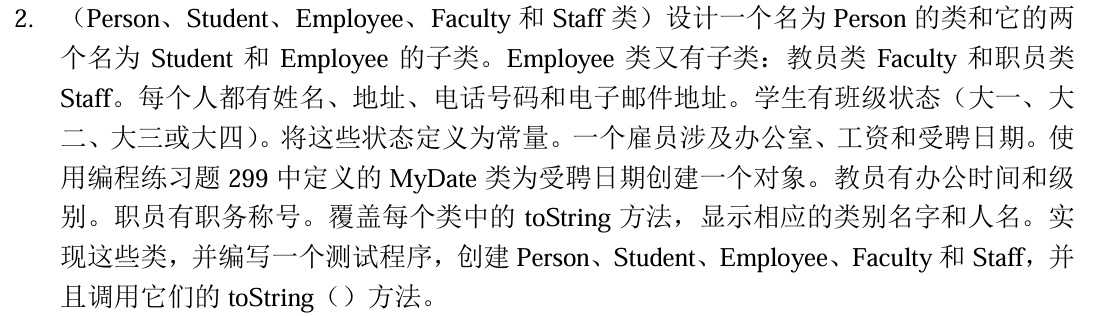 2. （Person、Student、Employee、Faculty 和 Staff 类）设计一个名为 Person 的类和它的两
个名为 Student 和 Employee 的子类。Employee 类又有子类：教员类 Faculty 和职员类
Staff。每个人都有姓名、地址、电话号码和电子邮件地址。学生有班级状态（大一、大
二、大三或大四）。将这些状态定义为常量。一个雇员涉及办公室、工资和受聘日期。使
用编程练习题 299 中定义的 MyDate 类为受聘日期创建一个对象。教员有办公时间和级
别。职员有职务称号。覆盖每个类中的 toString 方法，显示相应的类别名字和人名。实
现这些类，并编写一个测试程序，创建 Person、Student、Employee、Faculty 和 Staff，并
且调用它们的 toString（）方法。